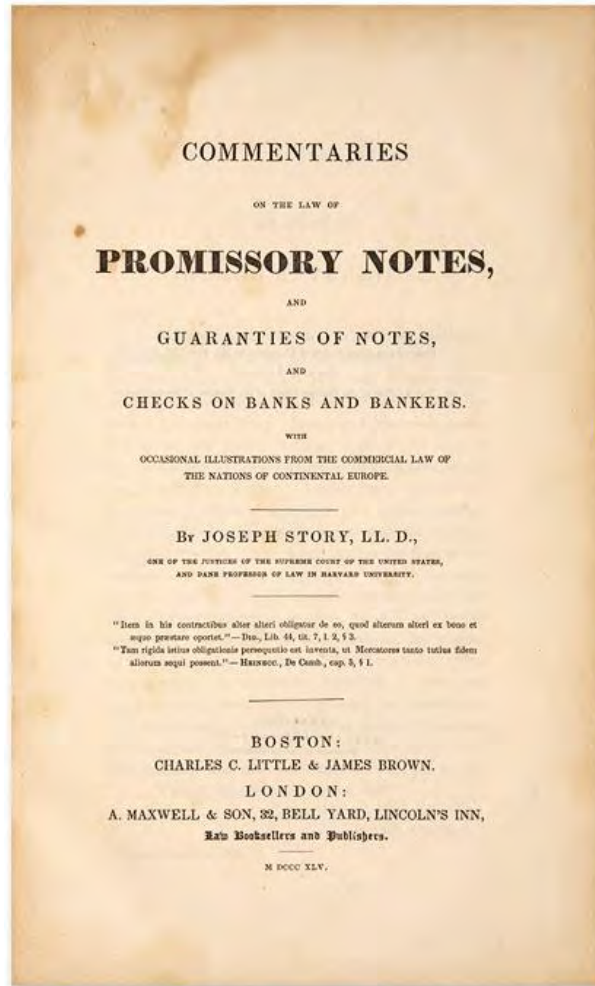 COMMENTARIES
ON THE LAW OF
PROMISSORY NOTES,
AND
GUARANTIES OF NOTES,
AND
CHECKS ON BANKS AND BANKERS.
WITH
OCCASIONAL ILLUSTRATIONS FROM THE COMMERCIAL LAW OF
THE NATIONS OF CONTINENTAL EUROPE.
BY JOSEPH STORY, LL. D.,
ONE OF THE JUSTICES OF THE SUPREME COURT OF THE UNITED STATES,
AND DANE PROFESSOR OF LAW IN HARVARD UNIVERSITY.
"Item in his contractibus alter alteri obligatur de eo, quod alterum alteri ex bono et
æquo præstare oportet."—DIG., Lib. 44, tit. 7, l. 2, § 3.
"Tam rigida istius obligationis persequutio est inventa, ut Mercatores tanto tutius fidem
aliorum sequi possent."—HEINECC., De Camb., cap. 5, § 1.
BOSTON:
CHARLES C. LITTLE & JAMES BROWN.
LONDON:
A. MAXWELL & SON, 32, BELL YARD, LINCOLN'S INN,
Law Booksellers and Publishers.
M DCCC XLV.